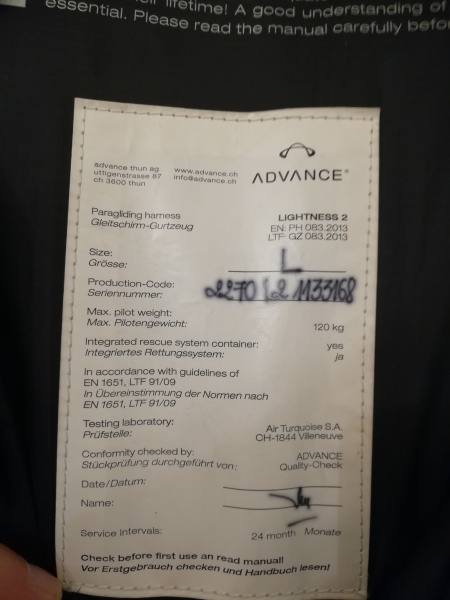 lifetime! A good understanding of
essential. Please read the manual carefully befo
advance thun ag
uttigenstrasse 87
ch 3600 thun
www.advance.ch
info@advance.ch
ADVANCE
Paragliding harness
Gleitschirm-Gurtzeug
LIGHTNESS 2
EN: PH 083.2013
LTF: GZ 083.2013
Size:
Grösse:
L
Production-Code:
Seriennummer:
2270 L2 1133168
Max. pilot weight:
Max. Pilotengewicht:
120 kg
Integrated rescue system container:
Integriertes Rettungssystem:
yes
ja
In accordance with guidelines of
EN 1651, LTF 91/09
In Übereinstimmung der Normen nach
EN 1651, LTF 91/09
Testing laboratory:
Prüfstelle:
Air Turquoise S.A.
CH-1844 Villeneuve
Conformity checked by:
Stückprüfung durchgeführt von:
ADVANCE
Quality-Check
Date/Datum:
Name:
Service Intervals:
24 month Monate
Check before first use an read manual!
Vor Erstgebrauch checken und Handbuch lesen!